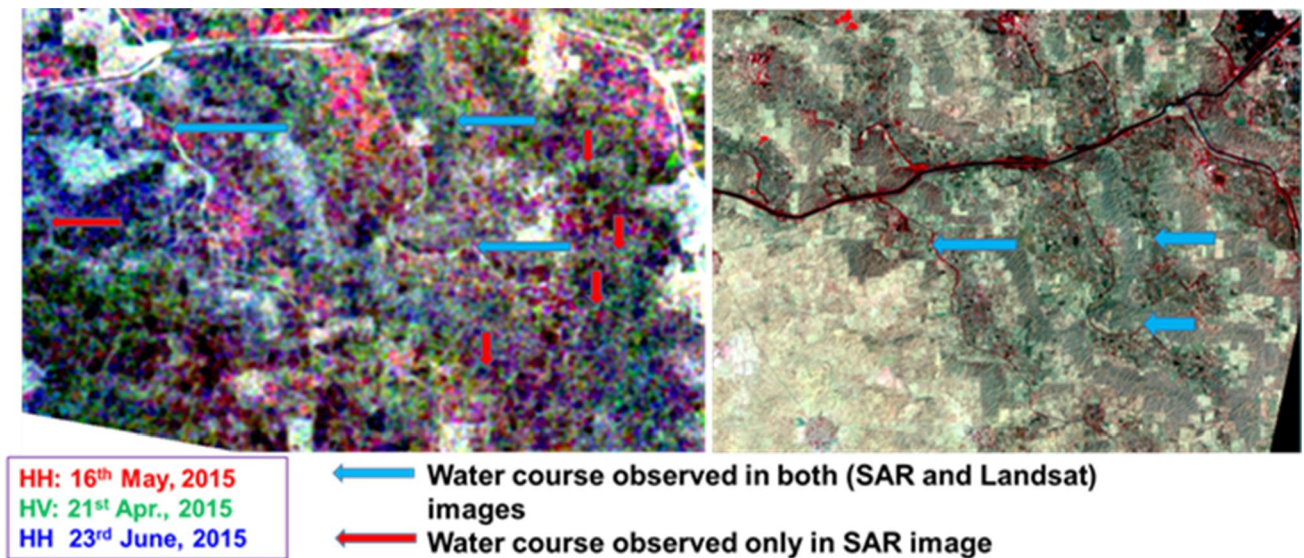 HH: 16th May, 2015
HV: 21st Apr., 2015
HH 23rd June, 2015
Water course observed in both (SAR and Landsat)
images
Water course observed only in SAR image